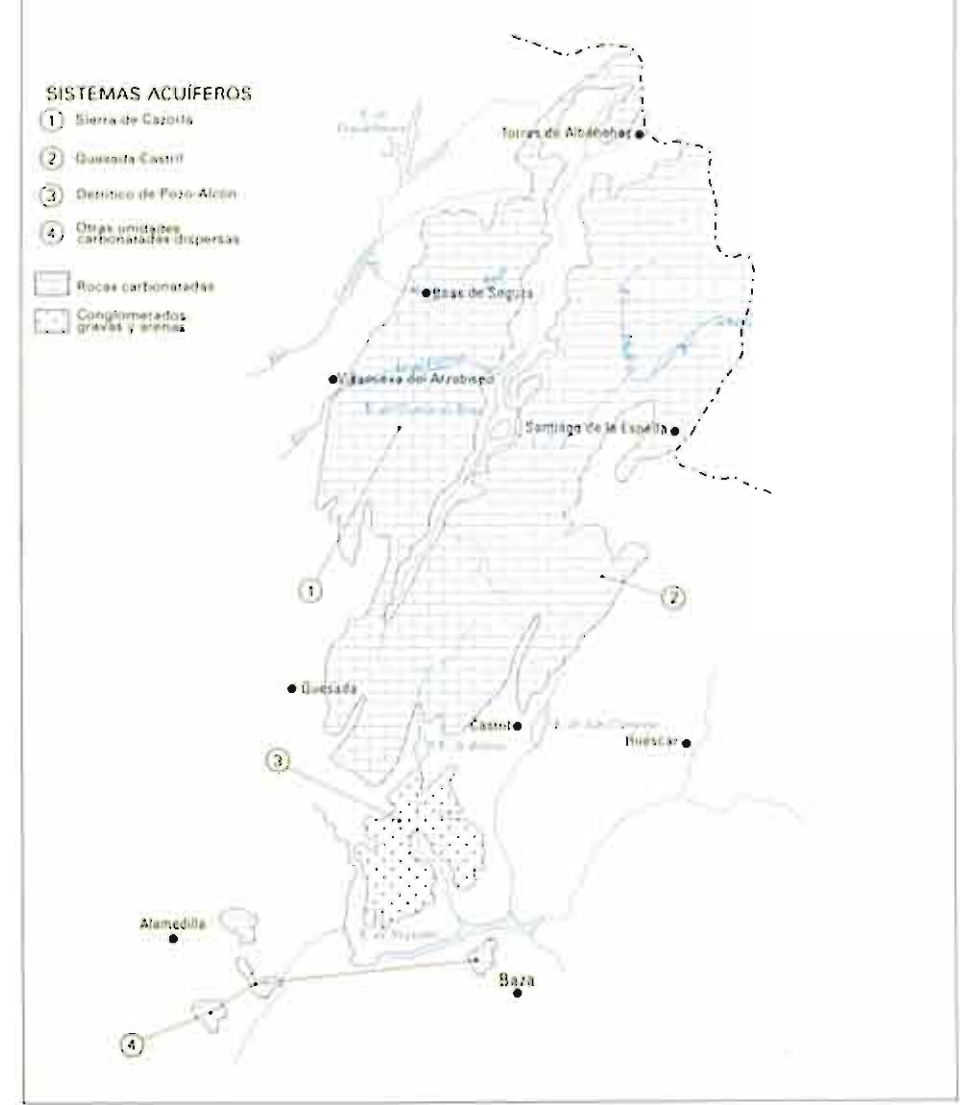 SISTEMAS ACUÍFEROS
1 Sierra de Cazorla
2 Quesada-Castril
3 Detrítico de Pozo-Alcón
4 Otras unidades
carbonatadas dispersas
Rocas carbonatadas
Conglomerados
gravas y arenas
Torres de Albánchez
Beas de Segura
Villanueva del Arzobispo
Santiago de la Espada
1
2
Quesada
Castril
Huéscar
3
Alamedilla
Baza
4